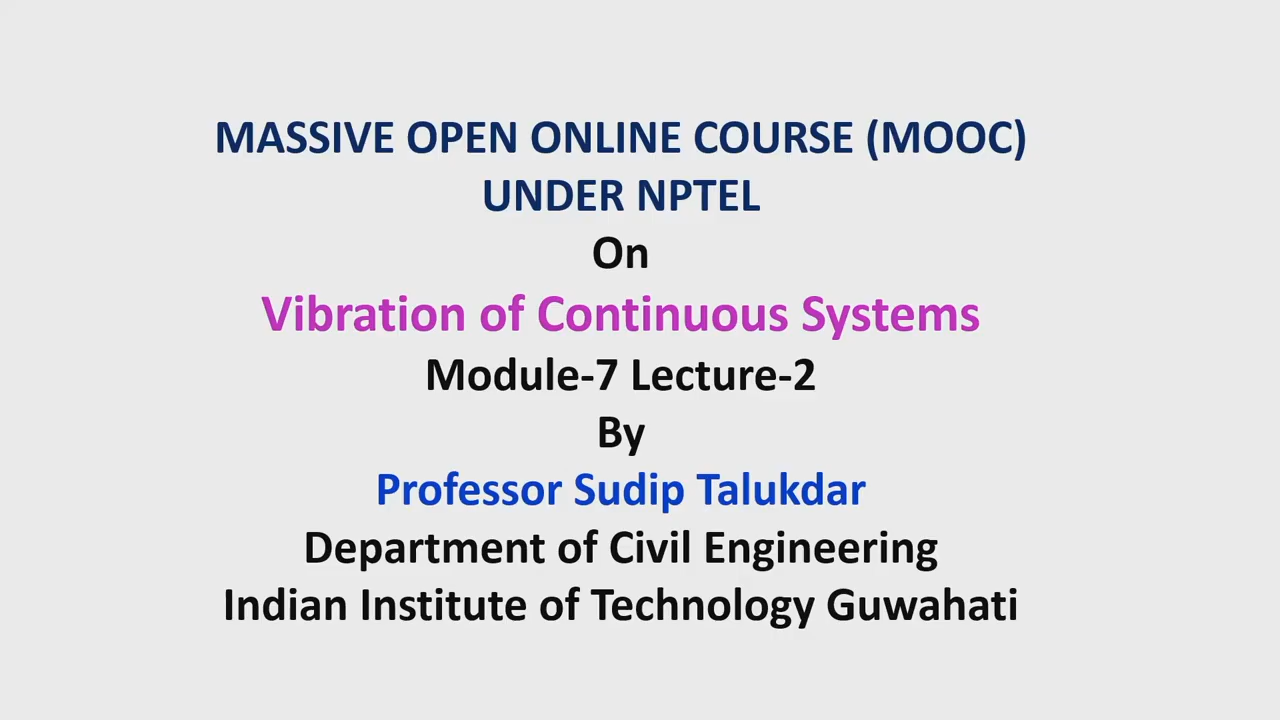 MASSIVE OPEN ONLINE COURSE (MOOC)
UNDER NPTEL
On
Vibration of Continuous Systems
Module-7 Lecture-2
By
Professor Sudip Talukdar
Department of Civil Engineering
Indian Institute of Technology Guwahati